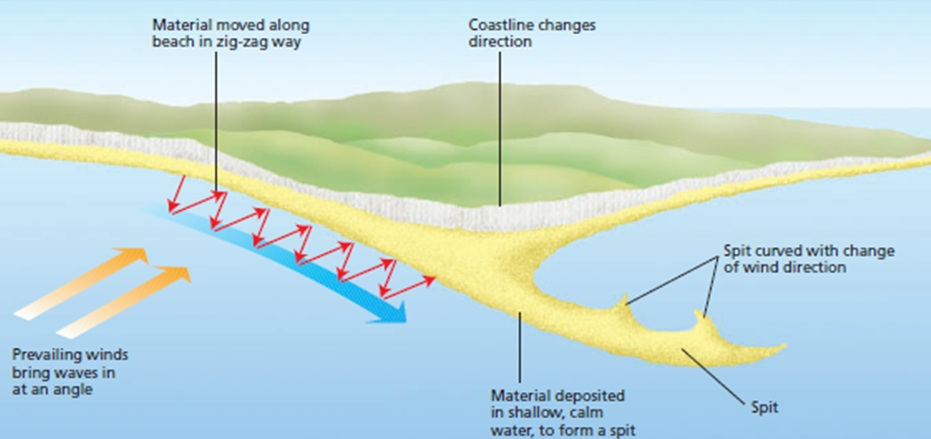 Material moved along
beach in zig-zag way
Coastline changes
direction
Spit curved with change
of wind direction
Prevailing winds
bring waves in
at an angle
Material deposited
in shallow, calm
water, to form a spit
Spit